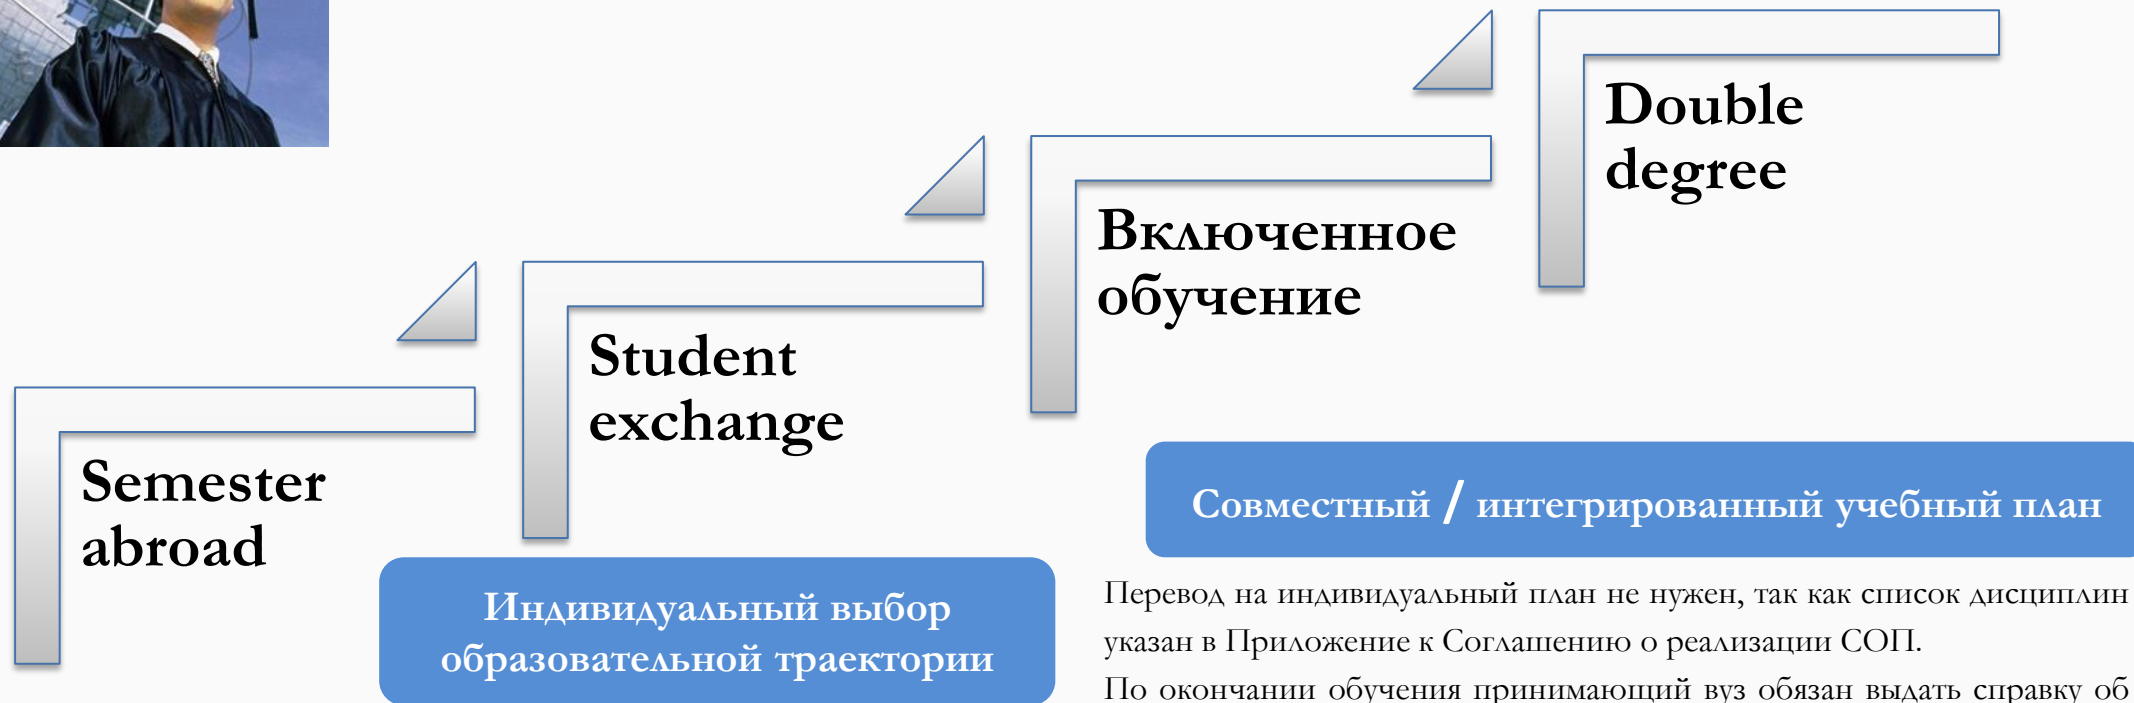 Double
degree
Включенное
обучение
Student
exchange
Semester
abroad
Индивидуальный выбор
образовательной траектории
Совместный / интегрированный учебный план
Перевод на индивидуальный план не нужен, так как список дисциплин
указан в Приложение к Соглашению о реализации СОП.
По окончании обучения принимающий вуз обязан выдать справку об